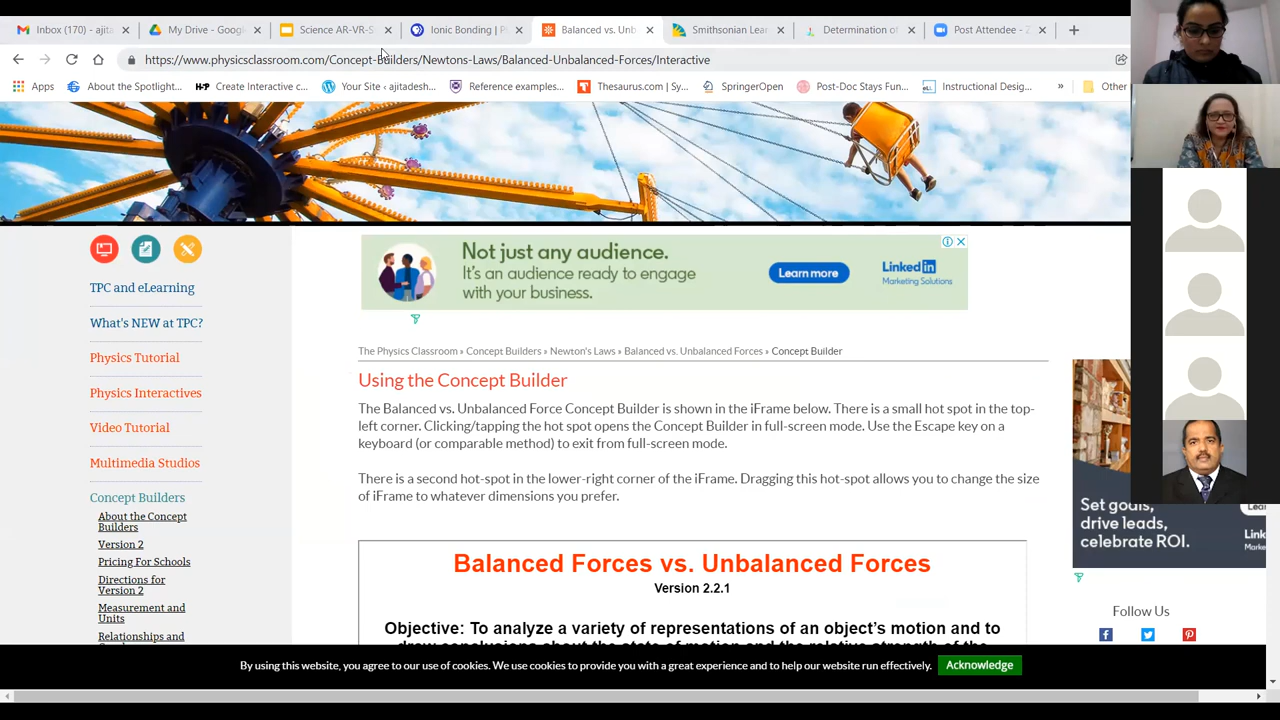 Inbox (170) - ajita
My Drive - Googl
Science AR-VR-S
Ionic Bonding | P
Balanced vs. Unb
Smithsonian Lear
Determination of
Post Attendee - Z
https://www.physicsclassroom.com/Concept-Builders/Newtons-Laws/Balanced-Unbalanced-Forces/Interactive
Apps
About the Spotligh...
Create Interactive c...
Your Site ‹ ajitadesh...
Reference examples...
Thesaurus.com | Sy...
SpringerOpen
Post-Doc Stays Fun...
Instructional Desig...
»
Other
Not just any audience.
It's an audience ready to engage
with your business.
Learn more
LinkedIn
Marketing Solutions
TPC and eLearning
What's NEW at TPC?
Physics Tutorial
Physics Interactives
Video Tutorial
Multimedia Studios
Concept Builders
About the Concept
Builders
Version 2
Pricing For Schools
Directions for
Version 2
Measurement and
Units
Relationships and
The Physics Classroom » Concept Builders » Newton's Laws » Balanced vs. Unbalanced Forces » Concept Builder
Using the Concept Builder
The Balanced vs. Unbalanced Force Concept Builder is shown in the iFrame below. There is a small hot spot in the top-
left corner. Clicking/tapping the hot spot opens the Concept Builder in full-screen mode. Use the Escape key on a
keyboard (or comparable method) to exit from full-screen mode.
There is a second hot-spot in the lower-right corner of the iFrame. Dragging this hot-spot allows you to change the size
of iFrame to whatever dimensions you prefer.
Balanced Forces vs. Unbalanced Forces
Version 2.2.1
Objective: To analyze a variety of representations of an object's motion and to
Set goals,
drive leads,
celebrate ROI.
Follow Us
By using this website, you agree to our use of cookies. We use cookies to provide you with a great experience and to help our website run effectively.
Acknowledge